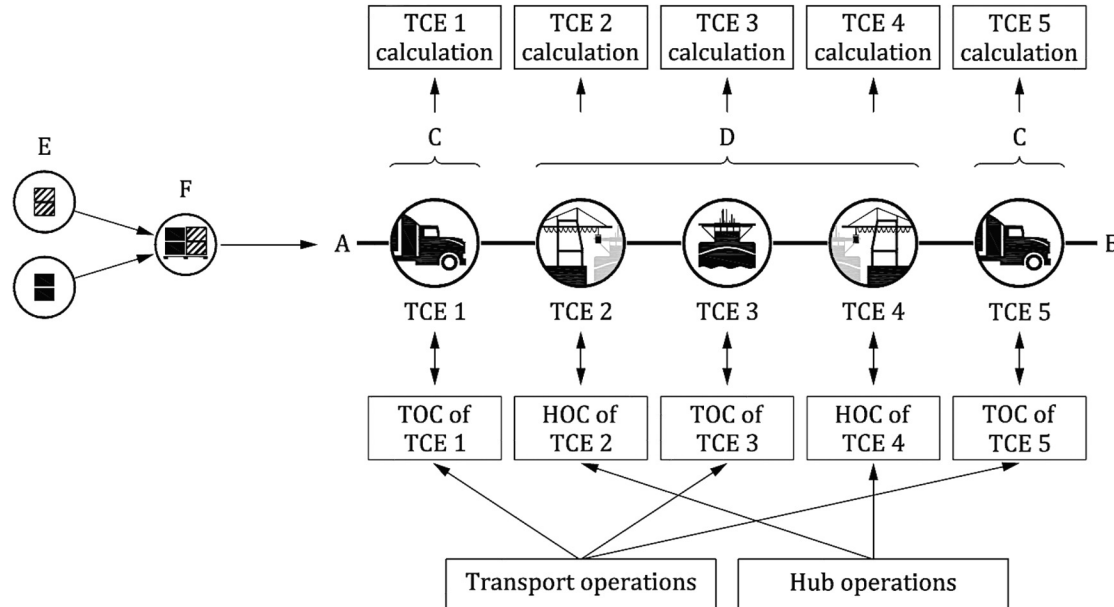 TCE 1
calculation
TCE 2
calculation
TCE 3
calculation
TCE 4
calculation
TCE 5
calculation
C
D
C
E
F
A
B
TCE 1
TCE 2
TCE 3
TCE 4
TCE 5
TOC of
TCE 1
HOC of
TCE 2
TOC of
TCE 3
HOC of
TCE 4
TOC of
TCE 5
Transport operations
Hub operations